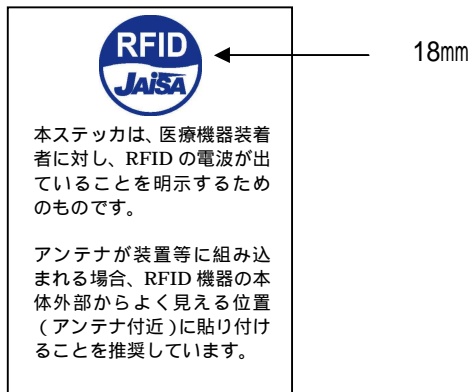 RFID
JAISA
18mm
本ステッカは、医療機器装着
者に対し、RFID の電波が出
ていることを明示するため
のものです。
アンテナが装置等に組み込
まれる場合、RFID 機器の本
体外部からよく見える位置
(アンテナ付近)に貼り付け
ることを推奨しています。